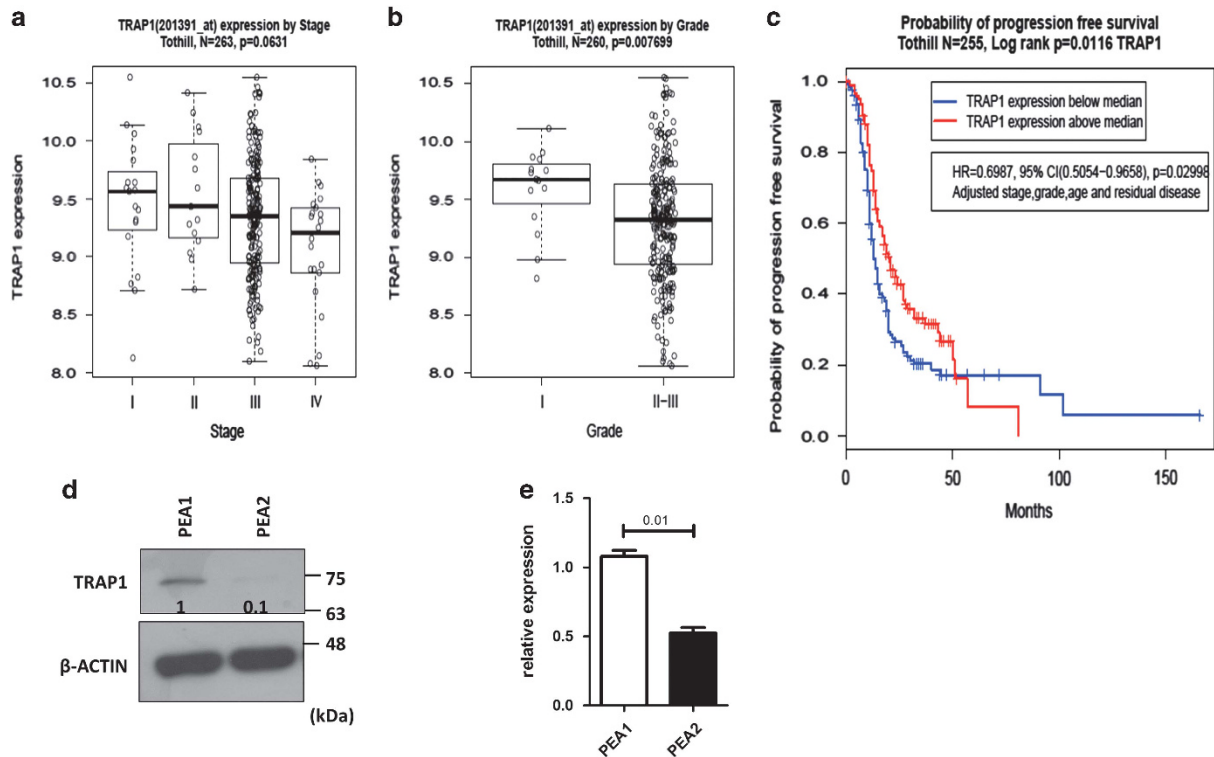 a
TRAP1(201391_at) expression by Stage
Tothill, N=263, p=0.0631
TRAP1 expression
10.5
10.0
9.5
9.0
8.5
8.0
I II III IV
Stage
b
TRAP1(201391_at) expression by Grade
Tothill, N=260, p=0.007699
TRAP1 expression
10.5
10.0
9.5
9.0
8.5
8.0
I II-III
Grade
c
Probability of progression free survival
Tothill N=255, Log rank p=0.0116 TRAP1
Probability of progression free survival
1.0
0.8
0.6
0.4
0.2
0.0
TRAP1 expression below median
TRAP1 expression above median
HR=0.6987, 95% CI(0.5054-0.9658), p=0.02998
Adjusted stage,grade,age and residual disease
0 50 100 150
Months
d
PEA1 PEA2
TRAP1
1 0.1
75
63
48
β-ACTIN
(kDa)
e
relative expression
1.5
1.0
0.5
0.0
0.01
PEA1 PEA2